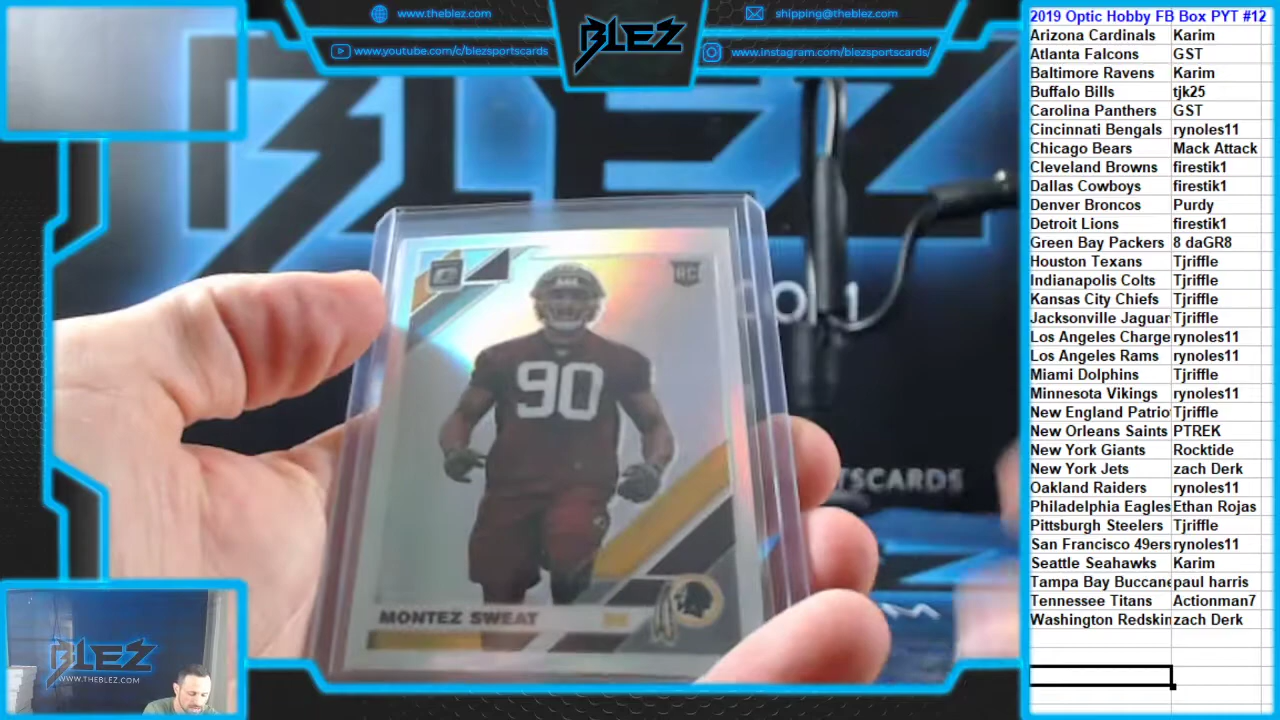 www.theblez.com
shipping@theblez.com
www.youtube.com/c/blezsportscards
www.instagram.com/blezsportscards/
BLEZ
BLEZ
RC
90
MONTEZ SWEAT
BLEZ
WWW.THEBLEZ.COM
2019 Optic Hobby FB Box PYT #12
Arizona Cardinals Karim
Atlanta Falcons GST
Baltimore Ravens Karim
Buffalo Bills tjk25
Carolina Panthers GST
Cincinnati Bengals rynoles11
Chicago Bears Mack Attack
Cleveland Browns firestik1
Dallas Cowboys firestik1
Denver Broncos Purdy
Detroit Lions firestik1
Green Bay Packers 8 daGR8
Houston Texans Tjriffle
Indianapolis Colts Tjriffle
Kansas City Chiefs Tjriffle
Jacksonville Jaguar Tjriffle
Los Angeles Charge rynoles11
Los Angeles Rams rynoles11
Miami Dolphins Tjriffle
Minnesota Vikings rynoles11
New England Patrio Tjriffle
New Orleans Saints PTREK
New York Giants Rocktide
New York Jets zach Derk
Oakland Raiders rynoles11
Philadelphia Eagles Ethan Rojas
Pittsburgh Steelers Tjriffle
San Francisco 49ers rynoles11
Seattle Seahawks Karim
Tampa Bay Buccane paul harris
Tennessee Titans Actionman7
Washington Redskin zach Derk